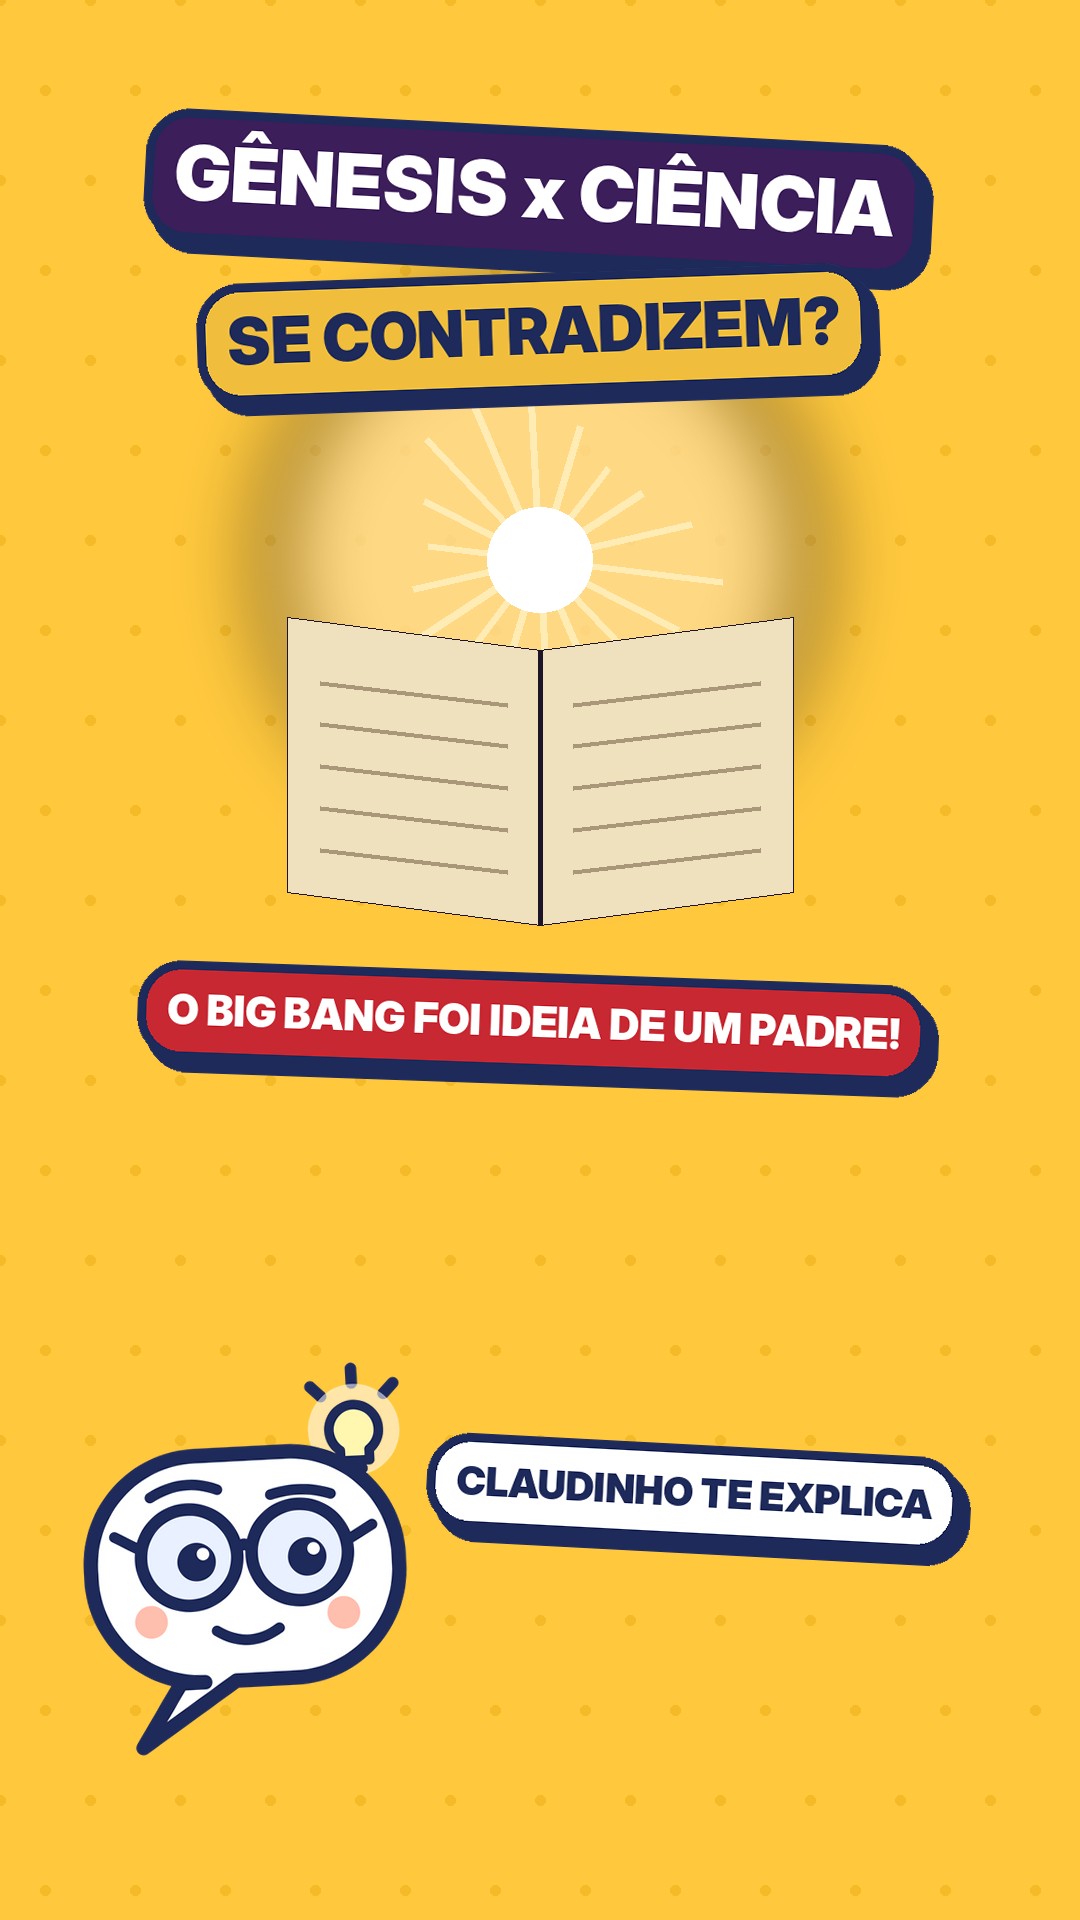 GÊNESIS x CIÊNCIA
SE CONTRADIZEM?
O BIG BANG FOI IDEIA DE UM PADRE!
CLAUDINHO TE EXPLICA